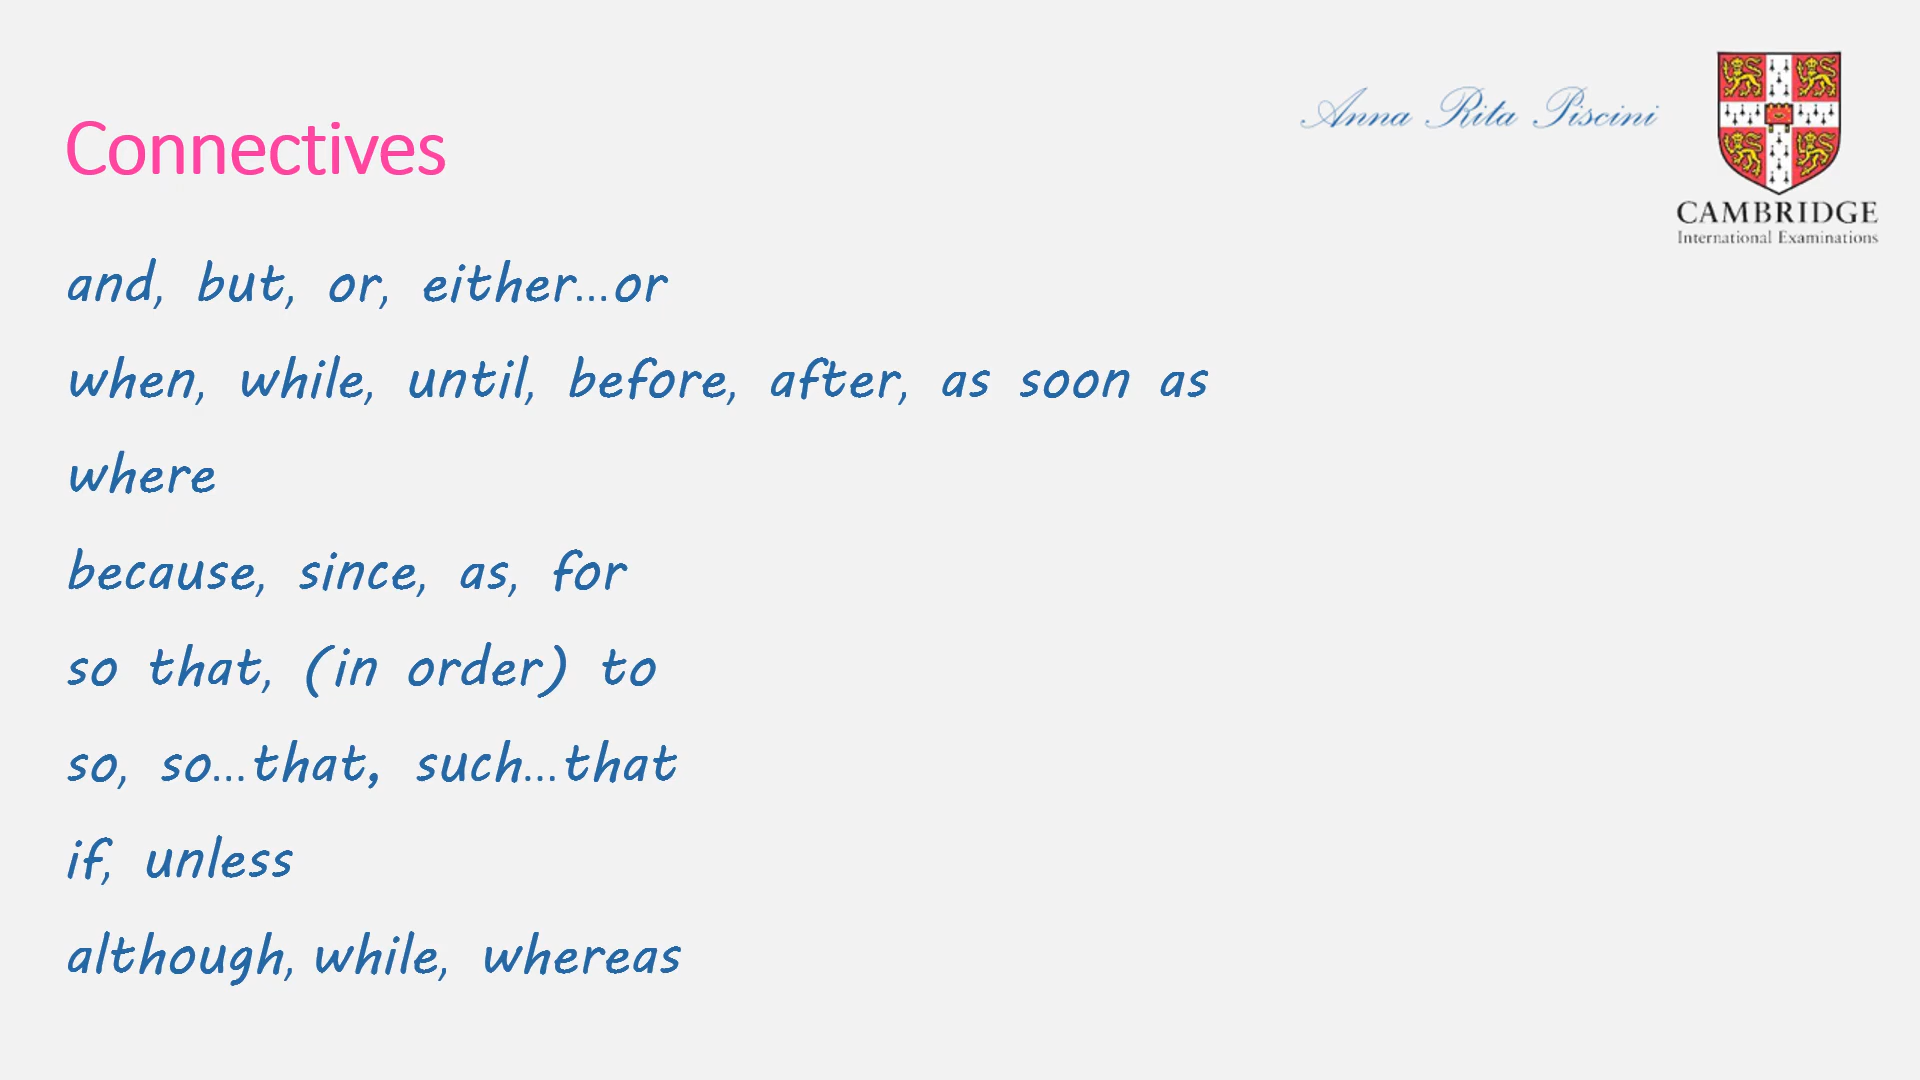 Anna Rita Piscini
CAMBRIDGE
International Examinations
Connectives
and, but, or, either...or
when, while, until, before, after, as soon as
where
because, since, as, for
so that, (in order) to
so, so...that, such...that
if, unless
although, while, whereas